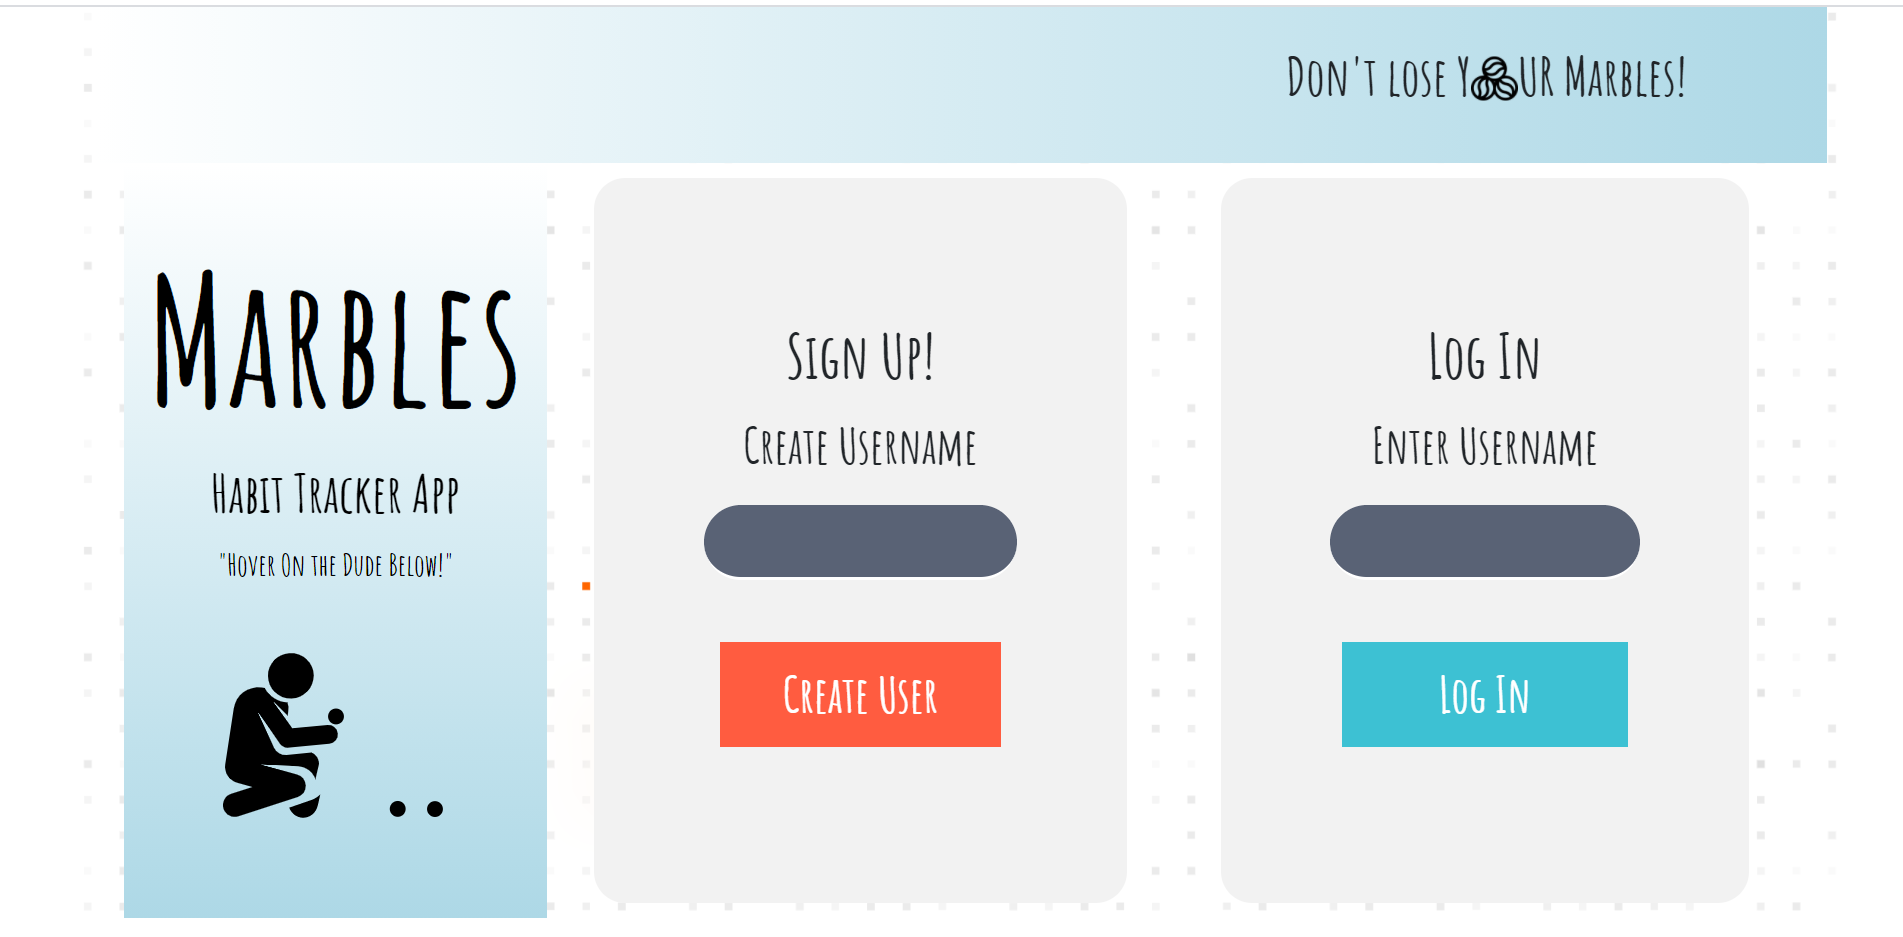 Don't lose Y🞊UR Marbles!
Marbles
Habit Tracker App
"Hover On the Dude Below!"
Sign Up!
Create Username
Create User
Log In
Enter Username
Log In